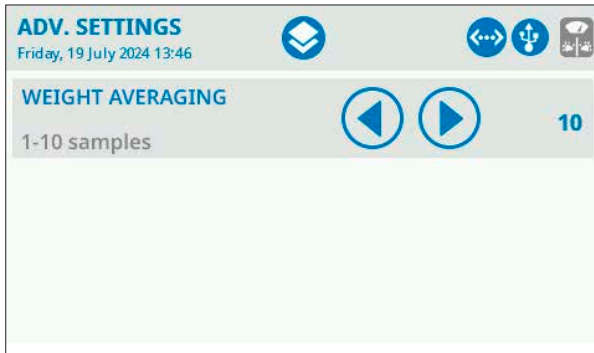 ADV. SETTINGS
Friday, 19 July 2024 13:46
WEIGHT AVERAGING
1-10 samples
10